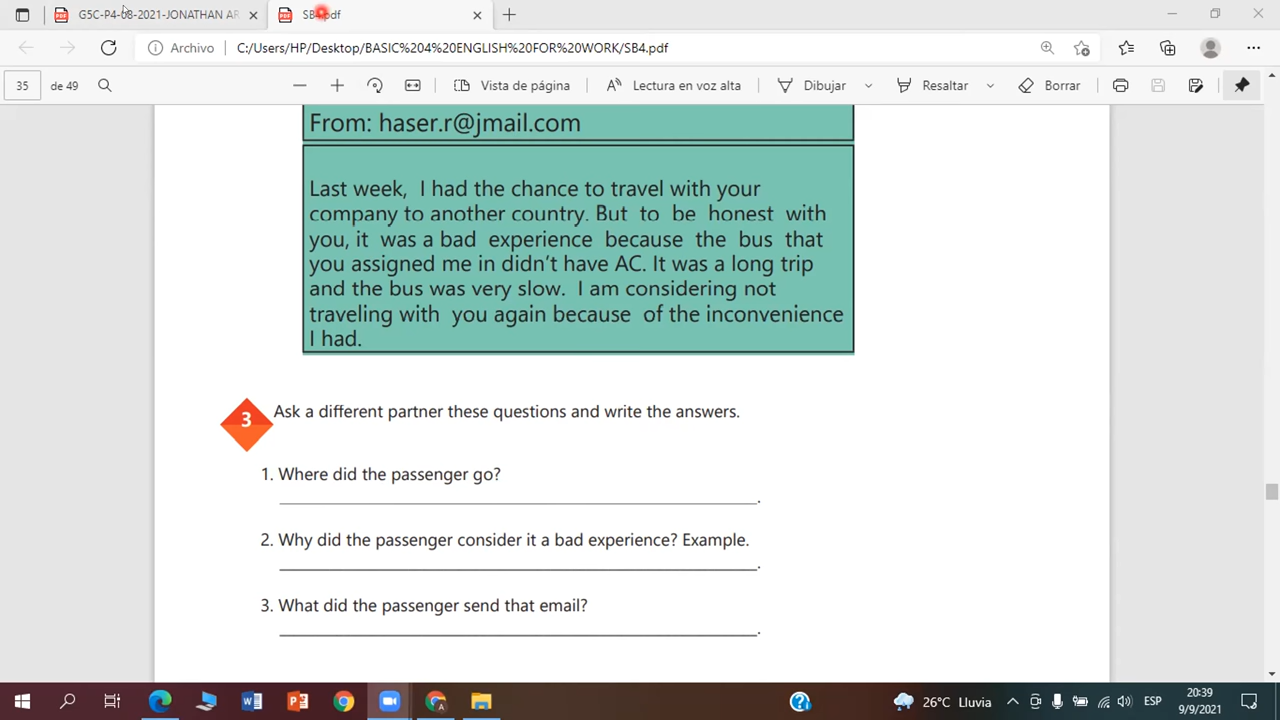 G5C-P4-08-2021-JONATHAN AR
SB4.pdf
Archivo
C:/Users/HP/Desktop/BASIC%204%20ENGLISH%20FOR%20WORK/SB4.pdf
35
de 49
Vista de página
Lectura en voz alta
Dibujar
Resaltar
Borrar
From: haser.r@jmail.com
Last week, I had the chance to travel with your
company to another country. But to be honest with
you, it was a bad experience because the bus that
you assigned me in didn't have AC. It was a long trip
and the bus was very slow. I am considering not
traveling with you again because of the inconvenience
I had.
3
Ask a different partner these questions and write the answers.
1. Where did the passenger go?
2. Why did the passenger consider it a bad experience? Example.
3. What did the passenger send that email?
26°C Lluvia
ESP
20:39
9/9/2021